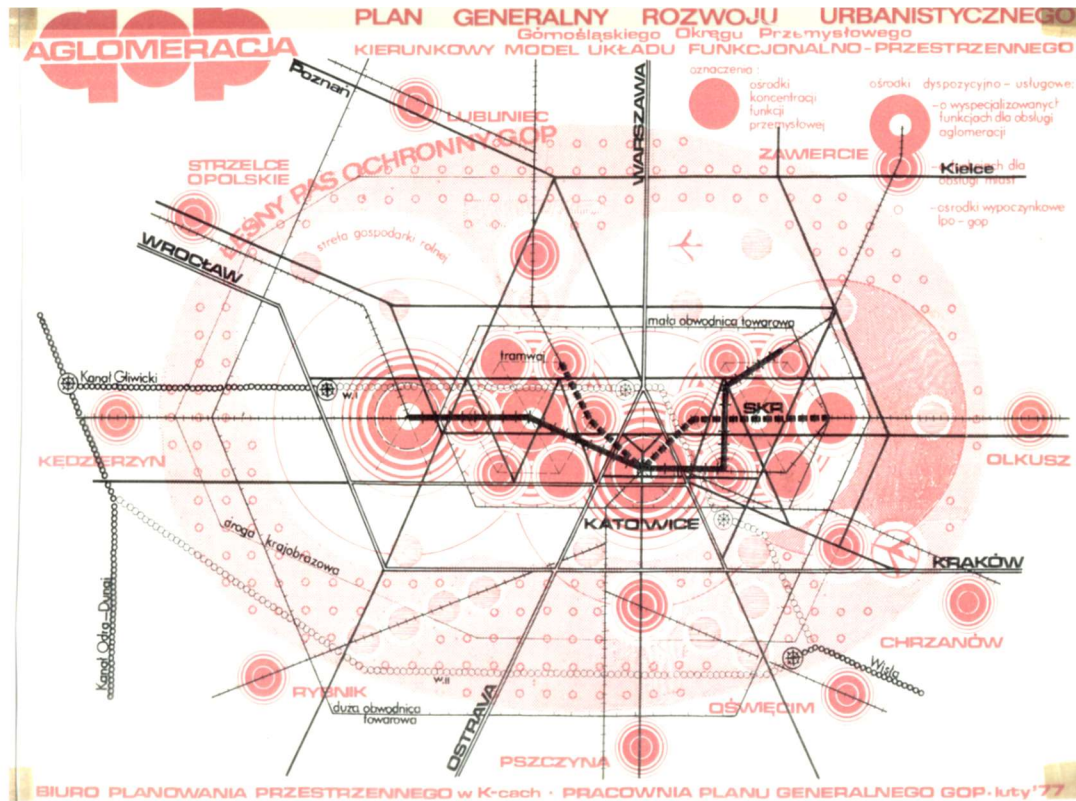 gop
AGLOMERACJA
PLAN GENERALNY ROZWOJU URBANISTYCZNEGO
Górnośląskiego Okręgu Przemysłowego
KIERUNKOWY MODEL UKŁADU FUNKCJONALNO-PRZESTRZENNEGO
oznaczenia:
ośrodki
koncentracji
funkcji
przemysłowej
ośrodki dyspozycyjno-usługowe:
-o wyspecjalizowanych
funkcjach dla obsługi
aglomeracji
dla
obsługi miast
-ośrodki wypoczynkowe
lpo-gop
Poznań
WARSZAWA
LUBLINIEC
LEŚNY PAS OCHRONNY GOP
ZAWIERCIE
Kielce
STRZELCE
OPOLSKIE
strefa gospodarki rolnej
WROCŁAW
mała obwodnica towarowa
tramwaj
Kanał Gliwicki
w.I
SKR
KĘDZIERZYN
OLKUSZ
KATOWICE
droga krajobrazowa
KRAKÓW
Kanał Odra-Dunaj
CHRZANÓW
Wisła
RYBNIK
w.II
OŚWIĘCIM
duża obwodnica
towarowa
OSTRAVA
PSZCZYNA
BIURO PLANOWANIA PRZESTRZENNEGO w K-cach · PRACOWNIA PLANU GENERALNEGO GOP · luty '77